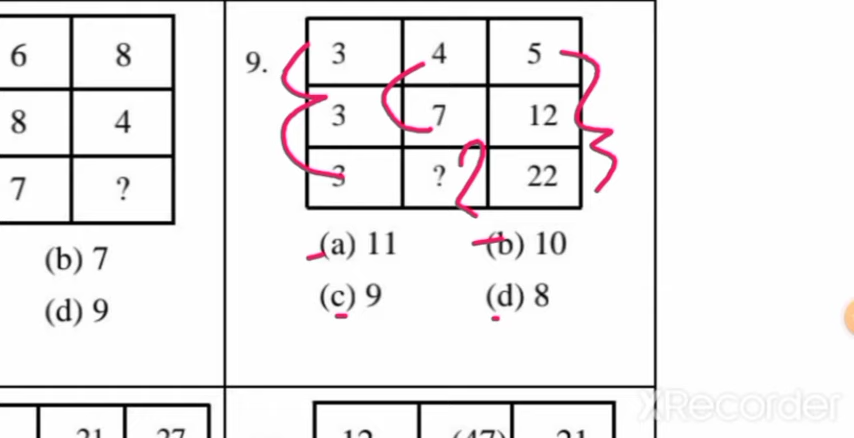 6 8
8 4
7 ?
(b) 7
(d) 9
9.
3 4 5
3 7 12
3 ? 22
(a) 11 (b) 10
(c) 9 (d) 8
21 27
12 (47) 21
XRecorder